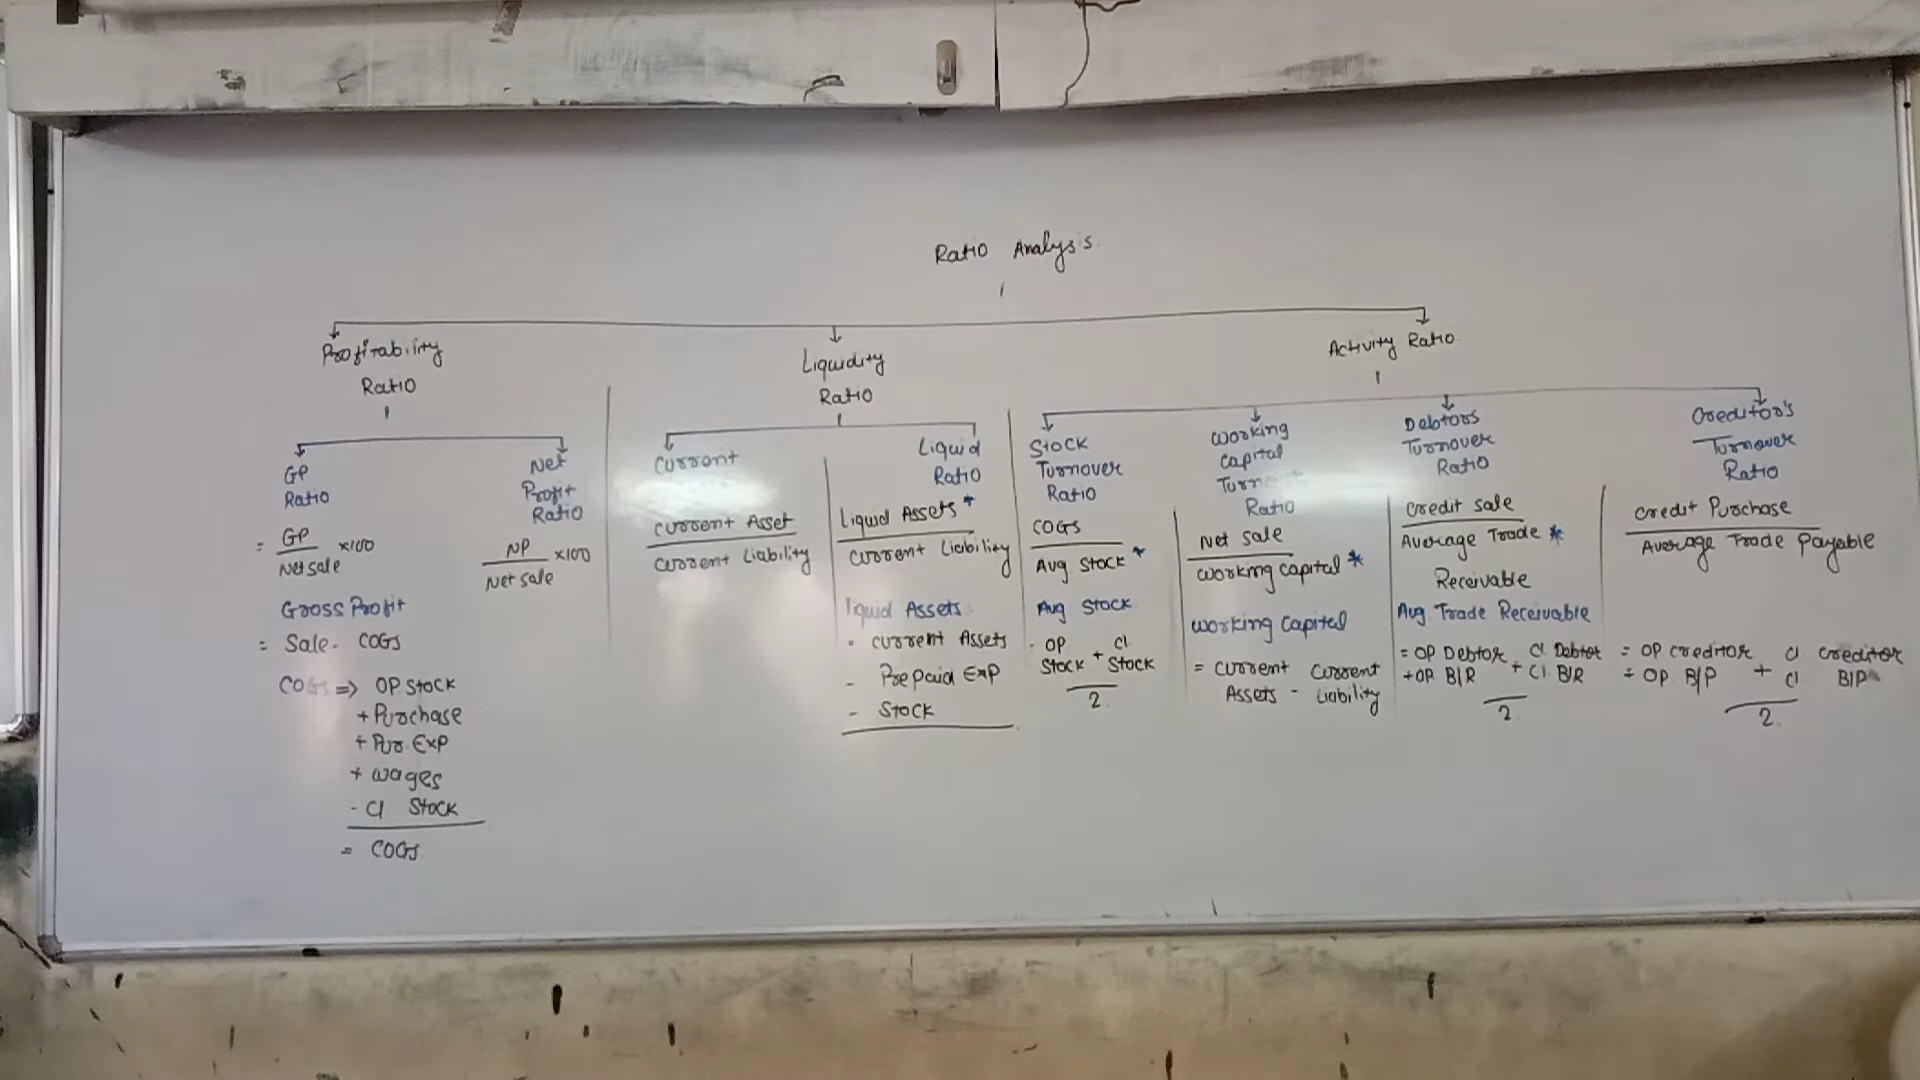 Ratio Analysis
Profitability
Ratio
GP
Ratio
= GP / Net sale ×100
Gross Profit
= Sale - COGS
COGS => OP Stock
+ Purchase
+ Pur. Exp
+ wages
- Cl Stock
= COGS
Net
Profit
Ratio
NP / Net sale ×100
Liquidity
Ratio
Current
Current Asset
Current Liability
Liquid
Ratio
Liquid Assets *
Current Liability
liquid Assets
= Current Assets
- Prepaid Exp
- Stock
Activity Ratio
Stock
Turnover
Ratio
COGS
Avg Stock *
Avg Stock
= OP Stock + Cl Stock
2
Working
Capital
Ratio
Net sale
Working Capital *
Working Capital
= Current Assets - Current Liability
Debtors
Turnover
Ratio
Credit Sale
Average Trade *
Receivable
Avg Trade Receivable
= OP Debtor + Cl Debtor
+ OP. B/R + Cl. B/R
2
Creditor's
Turnover
Ratio
Credit Purchase
Average Trade Payable
= OP Creditor + Cl Creditor
+ OP B/P Cl B/P
2